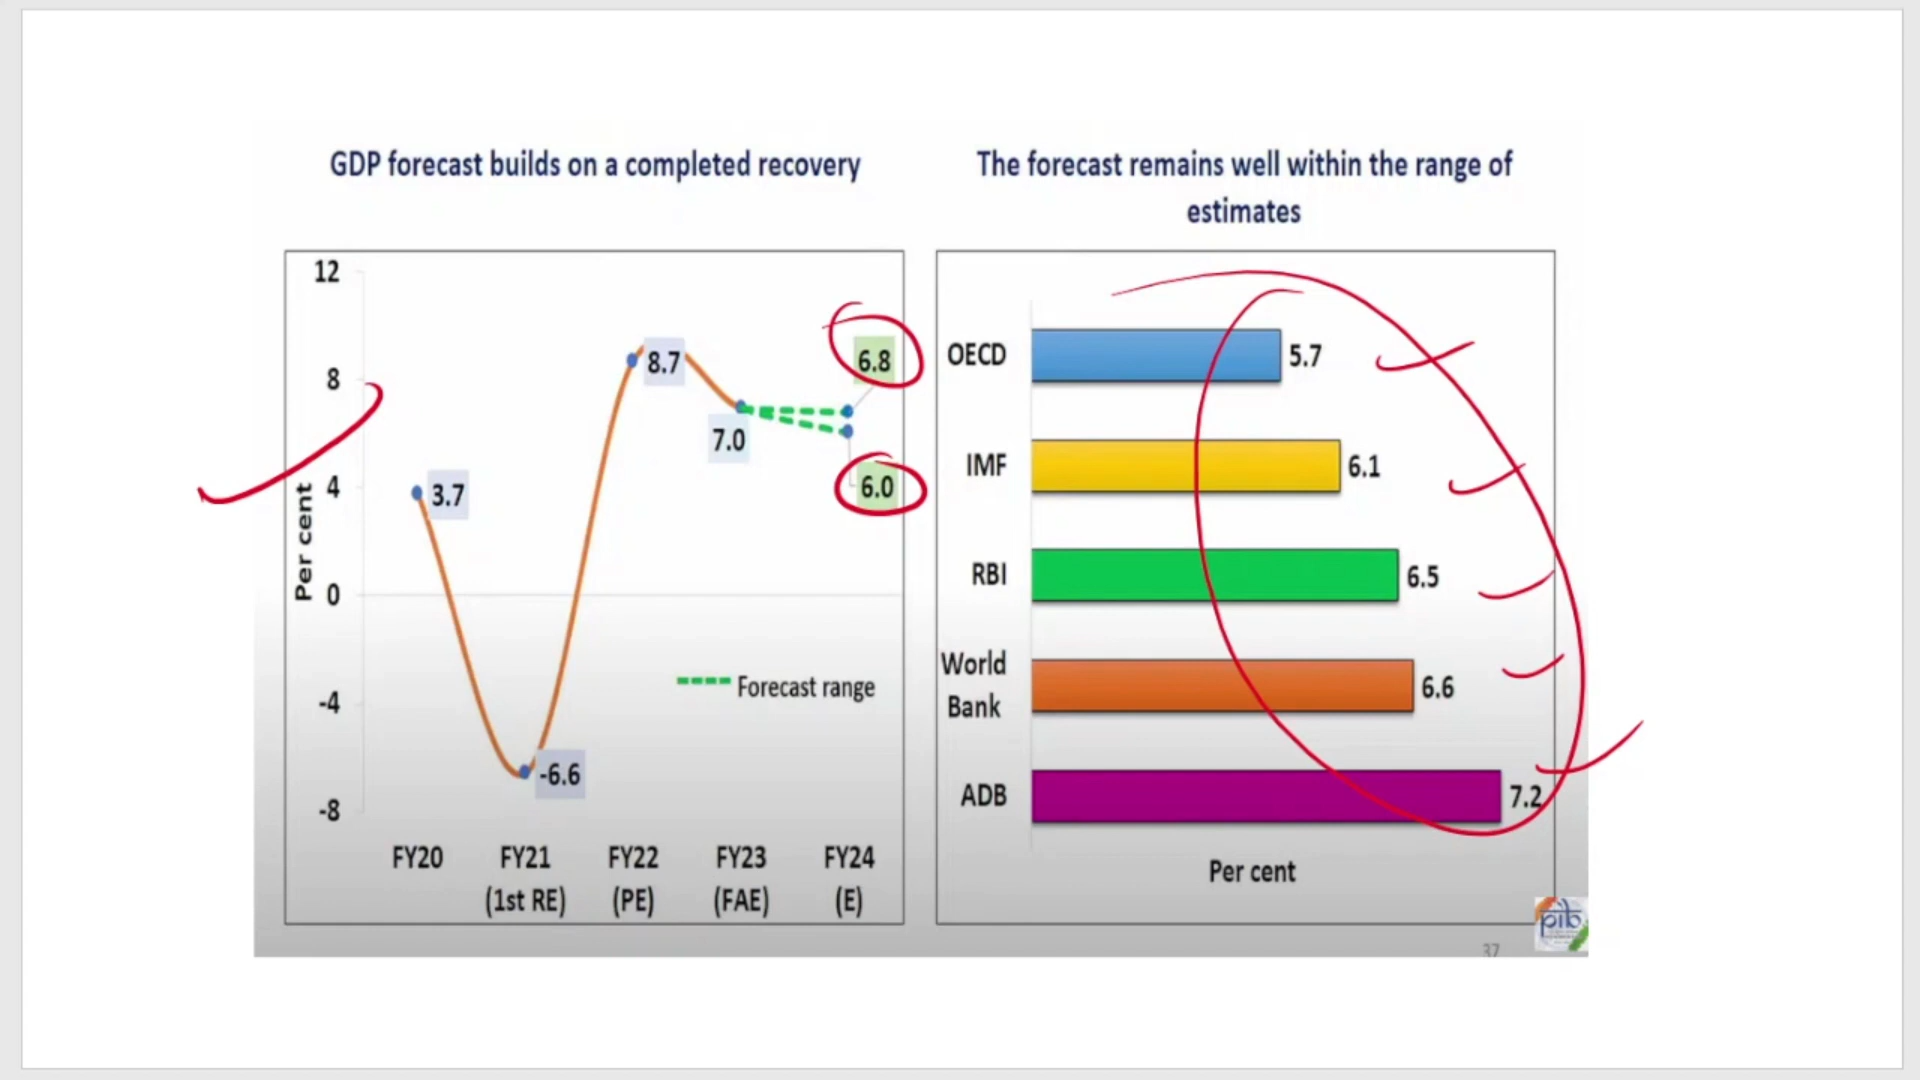 GDP forecast builds on a completed recovery
12
8
4
0
-4
-8
Per cent
3.7
-6.6
8.7
7.0
6.8
6.0
Forecast range
FY20
FY21
(1st RE)
FY22
(PE)
FY23
(FAE)
FY24
(E)
The forecast remains well within the range of
estimates
OECD
5.7
IMF
6.1
RBI
6.5
World
Bank
6.6
ADB
7.2
Per cent
pib
37